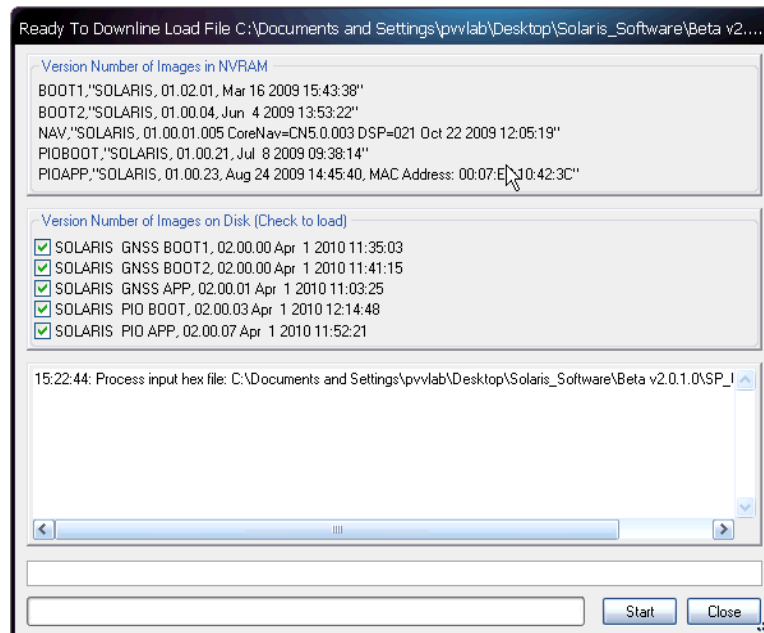 Ready To Downline Load File C:\Documents and Settings\pvvlab\Desktop\Solaris_Software\Beta v2....
Version Number of Images in NVRAM
BOOT1,"SOLARIS, 01.02.01, Mar 16 2009 15:43:38"
BOOT2,"SOLARIS, 01.00.04, Jun 4 2009 13:53:22"
NAV,"SOLARIS, 01.00.01.005 CoreNav=CN5.0.003 DSP=021 Oct 22 2009 12:05:19"
PIOBOOT,"SOLARIS, 01.00.21, Jul 8 2009 09:38:14"
PIOAPP,"SOLARIS, 01.00.23, Aug 24 2009 14:45:40, MAC Address: 10:42:3C"
Version Number of Images on Disk (Check to load)
SOLARIS GNSS BOOT1, 02.00.00 Apr 1 2010 11:35:03
SOLARIS GNSS BOOT2, 02.00.00 Apr 1 2010 11:41:15
SOLARIS GNSS APP, 02.00.01 Apr 1 2010 11:03:25
SOLARIS PIO BOOT, 02.00.03 Apr 1 2010 12:14:48
SOLARIS PIO APP, 02.00.07 Apr 1 2010 11:52:21
15:22:44: Process input hex file: C:\Documents and Settings\pvvlab\Desktop\Solaris_Software\Beta v2.0.1.0\SP_
Start Close